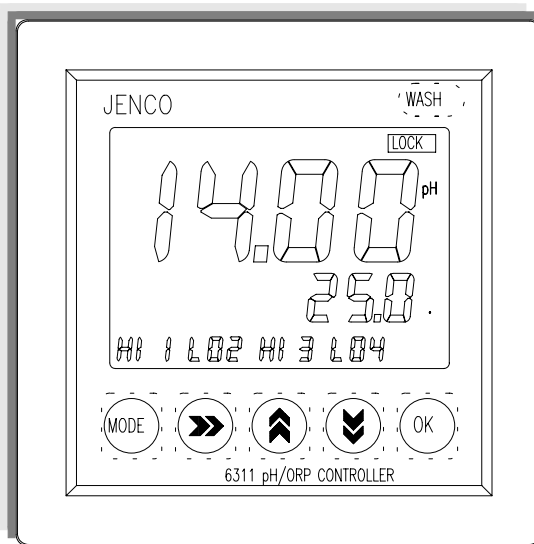 JENCO
WASH
LOCK
14.00 pH
25.0
HI 1 LO2 HI 3 LO4
MODE
OK
6311 pH/ORP CONTROLLER